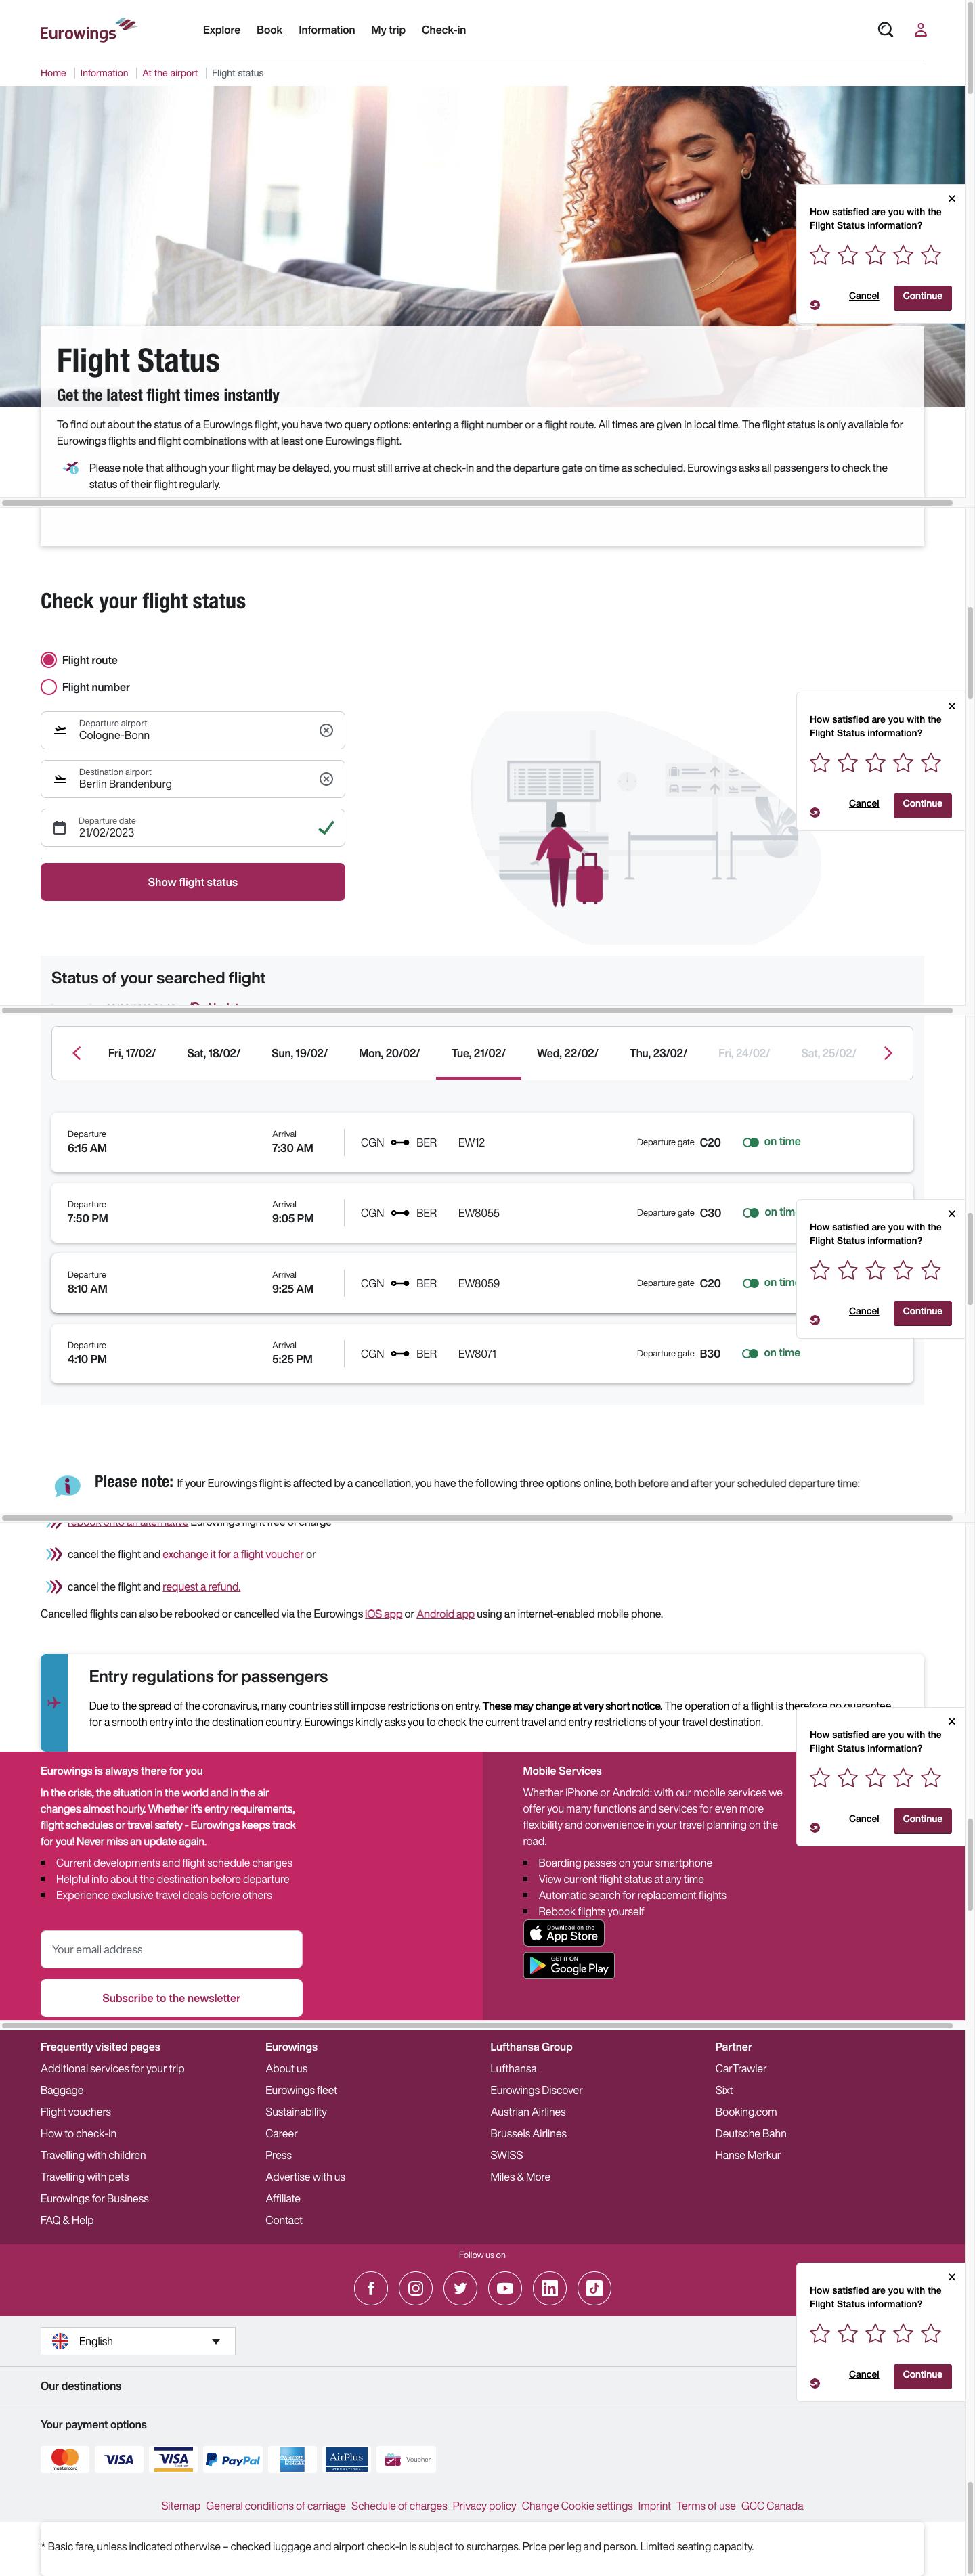 Eurowings
Explore Book Information My trip Check-in
Home Information At the airport Flight status
How satisfied are you with the
Flight Status information?
Cancel Continue
Flight Status
Get the latest flight times instantly
To find out about the status of a Eurowings flight, you have two query options: entering a flight number or a flight route. All times are given in local time. The flight status is only available for
Eurowings flights and flight combinations with at least one Eurowings flight.
Please note that although your flight may be delayed, you must still arrive at check-in and the departure gate on time as scheduled. Eurowings asks all passengers to check the
status of their flight regularly.
Check your flight status
Flight route
Flight number
Departure airport
Cologne-Bonn
Destination airport
Berlin Brandenburg
Departure date
21/02/2023
Show flight status
How satisfied are you with the
Flight Status information?
Cancel Continue
Status of your searched flight
Fri, 17/02/ Sat, 18/02/ Sun, 19/02/ Mon, 20/02/ Tue, 21/02/ Wed, 22/02/ Thu, 23/02/ Fri, 24/02/ Sat, 25/02/
Departure Arrival
6:15 AM 7:30 AM CGN BER EW12 Departure gate C20 on time
Departure Arrival
7:50 PM 9:05 PM CGN BER EW8055 Departure gate C30 on time
Departure Arrival
8:10 AM 9:25 AM CGN BER EW8059 Departure gate C20 on time
Departure Arrival
4:10 PM 5:25 PM CGN BER EW8071 Departure gate B30 on time
How satisfied are you with the
Flight Status information?
Cancel Continue
Please note: If your Eurowings flight is affected by a cancellation, you have the following three options online, both before and after your scheduled departure time:
rebook onto an alternative Eurowings flight free of charge
cancel the flight and exchange it for a flight voucher or
cancel the flight and request a refund.
Cancelled flights can also be rebooked or cancelled via the Eurowings iOS app or Android app using an internet-enabled mobile phone.
Entry regulations for passengers
Due to the spread of the coronavirus, many countries still impose restrictions on entry. These may change at very short notice. The operation of a flight is therefore no guarantee
for a smooth entry into the destination country. Eurowings kindly asks you to check the current travel and entry restrictions of your travel destination.
How satisfied are you with the
Flight Status information?
Cancel Continue
Eurowings is always there for you
In the crisis, the situation in the world and in the air
changes almost hourly. Whether it's entry requirements,
flight schedules or travel safety - Eurowings keeps track
for you! Never miss an update again.
Current developments and flight schedule changes
Helpful info about the destination before departure
Experience exclusive travel deals before others
Your email address
Subscribe to the newsletter
Mobile Services
Whether iPhone or Android: with our mobile services we
offer you many functions and services for even more
flexibility and convenience in your travel planning on the
road.
Boarding passes on your smartphone
View current flight status at any time
Automatic search for replacement flights
Rebook flights yourself
Download on the
App Store
GET IT ON
Google Play
Frequently visited pages
Additional services for your trip
Baggage
Flight vouchers
How to check-in
Travelling with children
Travelling with pets
Eurowings for Business
FAQ & Help
Eurowings
About us
Eurowings fleet
Sustainability
Career
Press
Advertise with us
Affiliate
Contact
Lufthansa Group
Lufthansa
Eurowings Discover
Austrian Airlines
Brussels Airlines
SWISS
Miles & More
Partner
CarTrawler
Sixt
Booking.com
Deutsche Bahn
Hanse Merkur
Follow us on
How satisfied are you with the
Flight Status information?
Cancel Continue
English
Our destinations
Your payment options
mastercard VISA VISA PayPal AirPlus INTERNATIONAL Voucher
Sitemap General conditions of carriage Schedule of charges Privacy policy Change Cookie settings Imprint Terms of use GCC Canada
* Basic fare, unless indicated otherwise – checked luggage and airport check-in is subject to surcharges. Price per leg and person. Limited seating capacity.